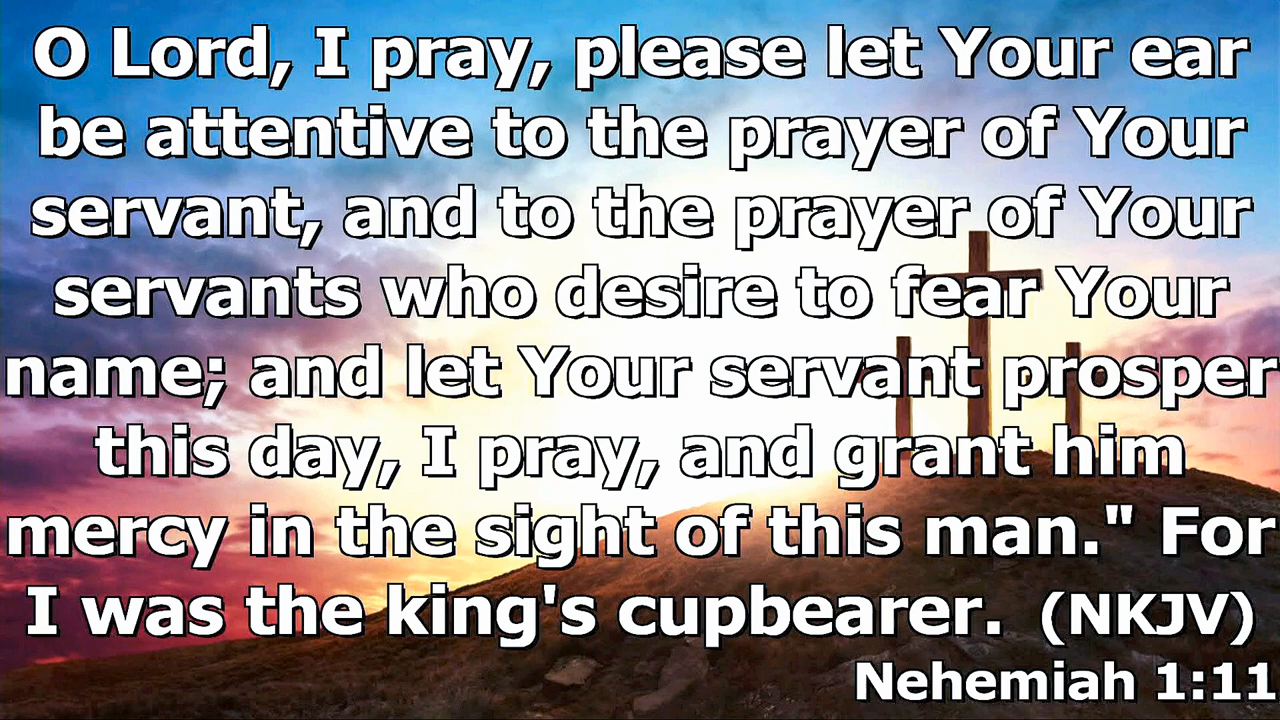 O Lord, I pray, please let Your ear
be attentive to the prayer of Your
servant, and to the prayer of Your
servants who desire to fear Your
name; and let Your servant prosper
this day, I pray, and grant him
mercy in the sight of this man." For
I was the king's cupbearer. (NKJV)
Nehemiah 1:11